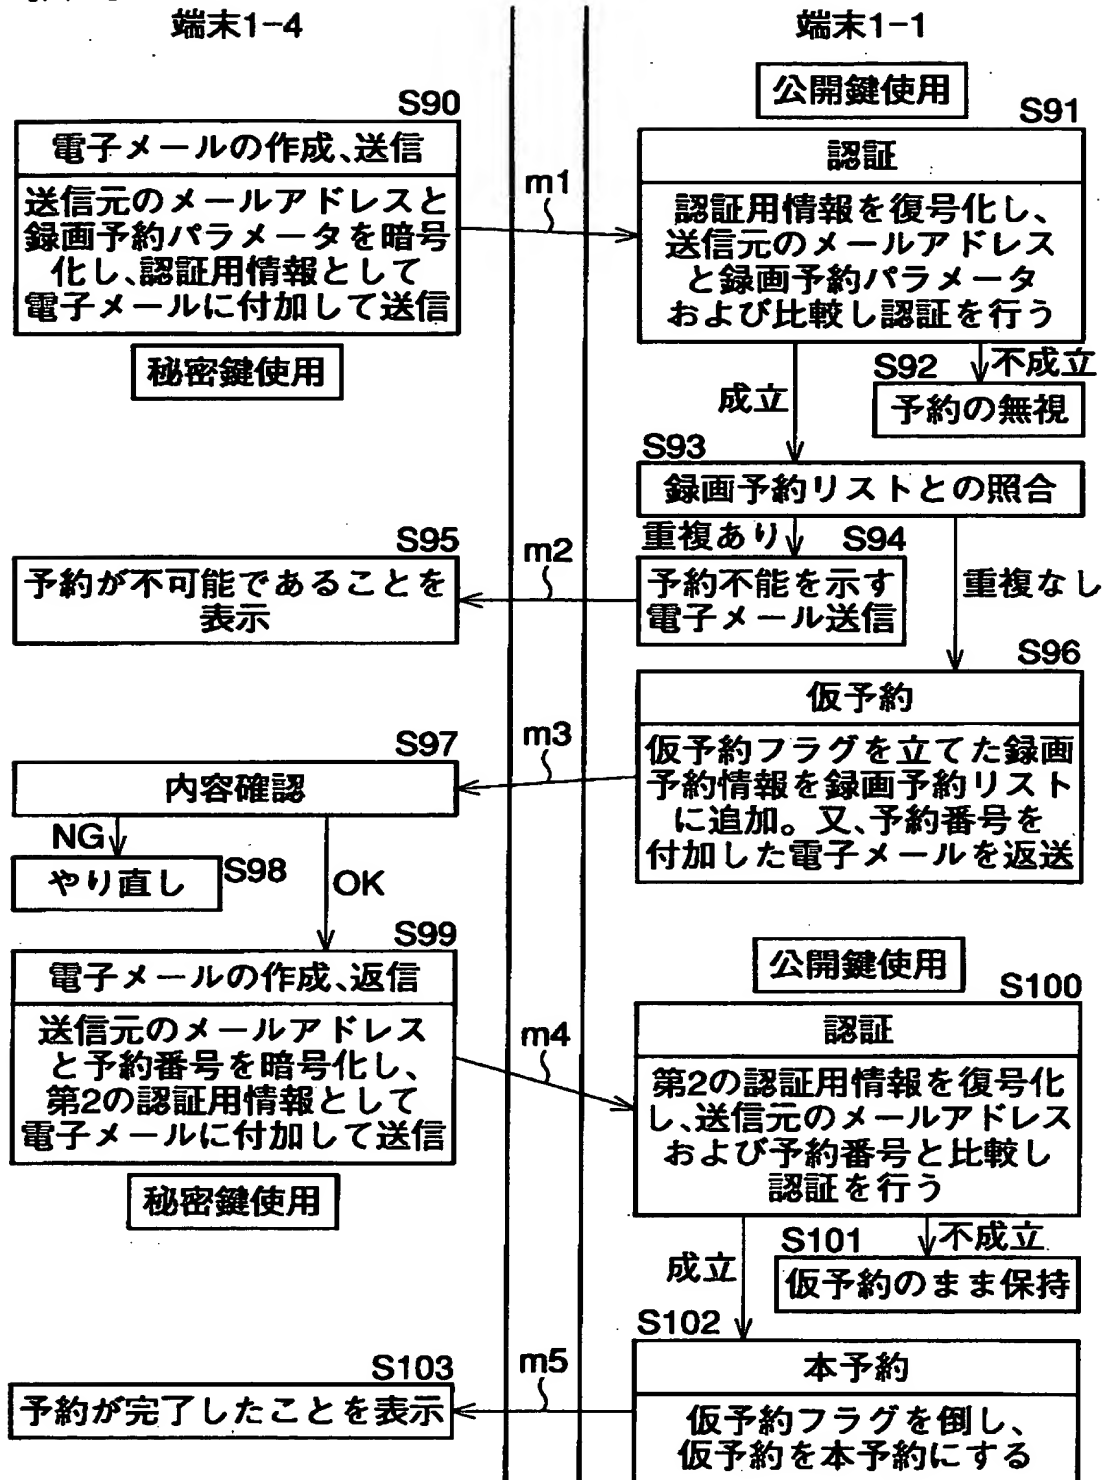 端末1-4
端末1-1
公開鍵使用
S90
電子メールの作成、送信
送信元のメールアドレスと
録画予約パラメータを暗号
化し、認証用情報として
電子メールに付加して送信
秘密鍵使用
m1
S91
認証
認証用情報を復号化し、
送信元のメールアドレス
と録画予約パラメータ
および比較し認証を行う
S92
不成立
予約の無視
成立
S93
録画予約リストとの照合
重複あり
S94
予約不能を示す
電子メール送信
重複なし
m2
S95
予約が不可能であることを
表示
S96
仮予約
仮予約フラグを立てた録画
予約情報を録画予約リスト
に追加。又、予約番号を
付加した電子メールを返送
m3
S97
内容確認
NG
やり直し
S98
OK
S99
電子メールの作成、返信
送信元のメールアドレス
と予約番号を暗号化し、
第2の認証用情報として
電子メールに付加して送信
秘密鍵使用
m4
公開鍵使用
S100
認証
第2の認証用情報を復号化
し、送信元のメールアドレス
および予約番号と比較し
認証を行う
S101
不成立
仮予約のまま保持
成立
S102
本予約
仮予約フラグを倒し、
仮予約を本予約にする
m5
S103
予約が完了したことを表示